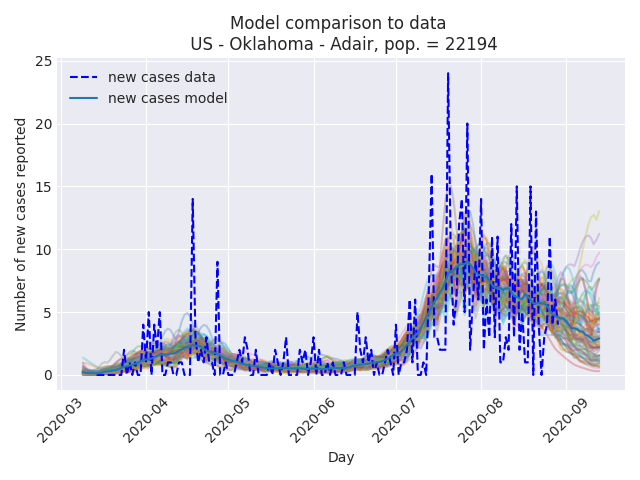 Model comparison to data
US - Oklahoma - Adair, pop. = 22194
25
20
15
10
5
0
Number of new cases reported
new cases data
new cases model
2020-03
2020-04
2020-05
2020-06
2020-07
2020-08
2020-09
Day